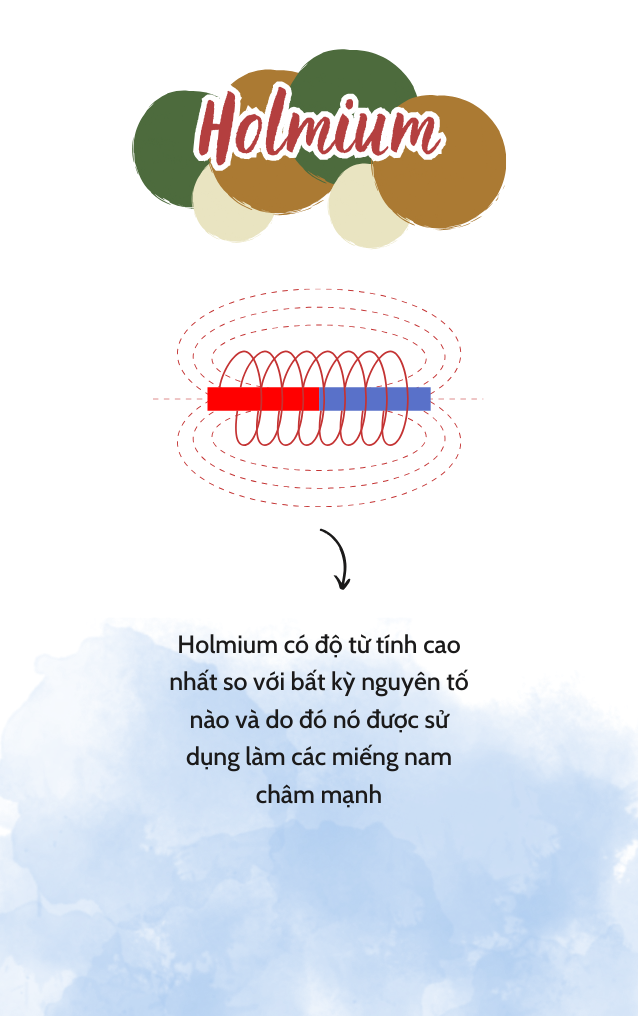 Holmium
Holmium có độ từ tính cao
nhất so với bất kỳ nguyên tố
nào và do đó nó được sử
dụng làm các miếng nam
châm mạnh